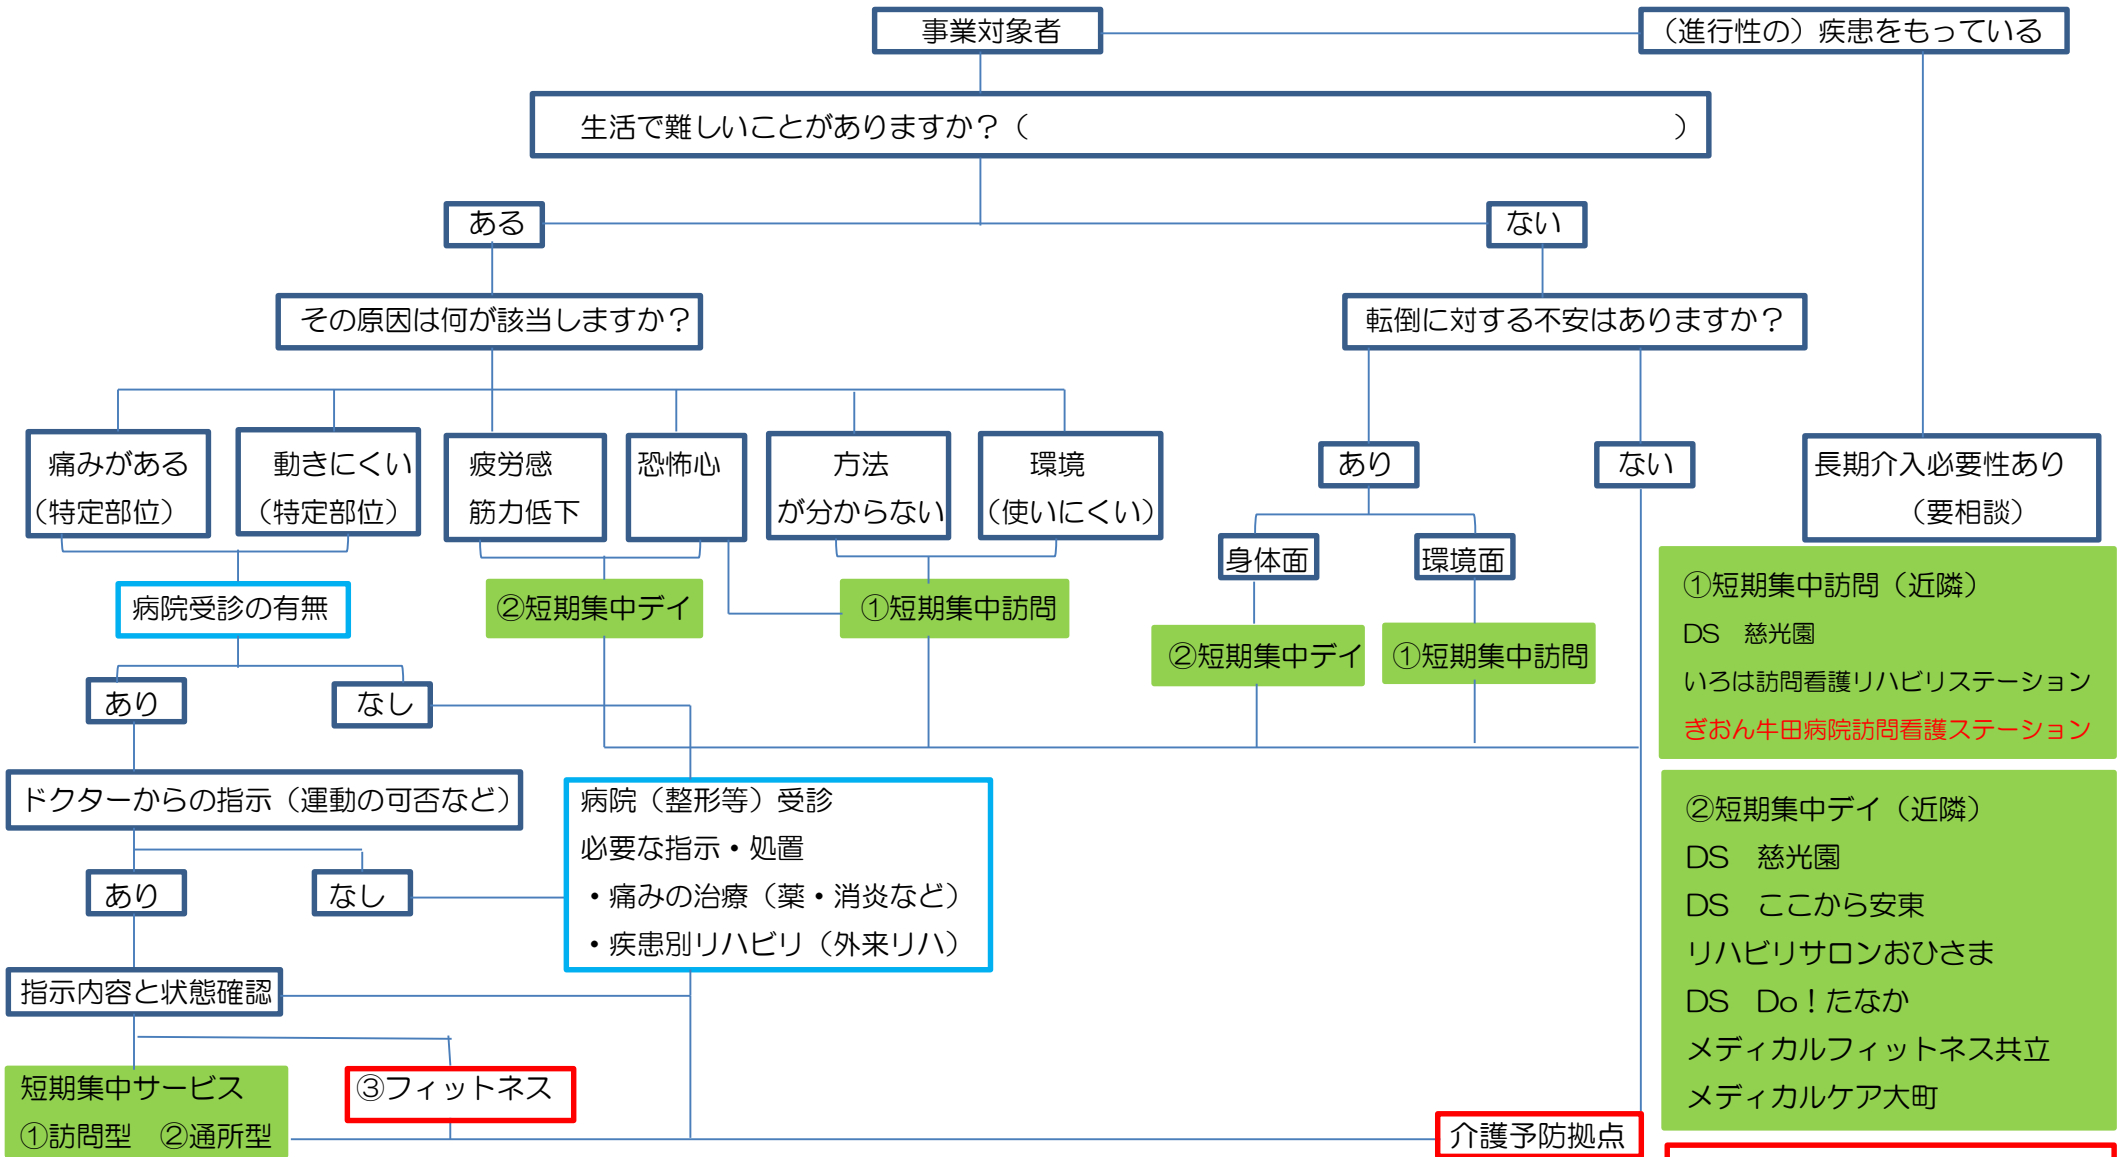 事業対象者
（進行性の）疾患をもっている
生活で難しいことがありますか？（　　　　　　　　　　　　　　　）
ある
ない
その原因は何が該当しますか？
転倒に対する不安はありますか？
痛みがある
（特定部位）
動きにくい
（特定部位）
疲労感
筋力低下
恐怖心
方法
が分からない
環境
（使いにくい）
あり
ない
長期介入必要性あり
（要相談）
身体面
環境面
病院受診の有無
②短期集中デイ
①短期集中訪問
②短期集中デイ
①短期集中訪問
あり
なし
ドクターからの指示（運動の可否など）
病院（整形等）受診
必要な指示・処置
・痛みの治療（薬・消炎など）
・疾患別リハビリ（外来リハ）
あり
なし
指示内容と状態確認
短期集中サービス
①訪問型　②通所型
③フィットネス
介護予防拠点
①短期集中訪問（近隣）
DS　慈光園
いろは訪問看護リハビリステーション
ぎおん牛田病院訪問看護ステーション
②短期集中デイ（近隣）
DS　慈光園
DS　ここから安東
リハビリサロンおひさま
DS　Do！たなか
メディカルフィットネス共立
メディカルケア大町